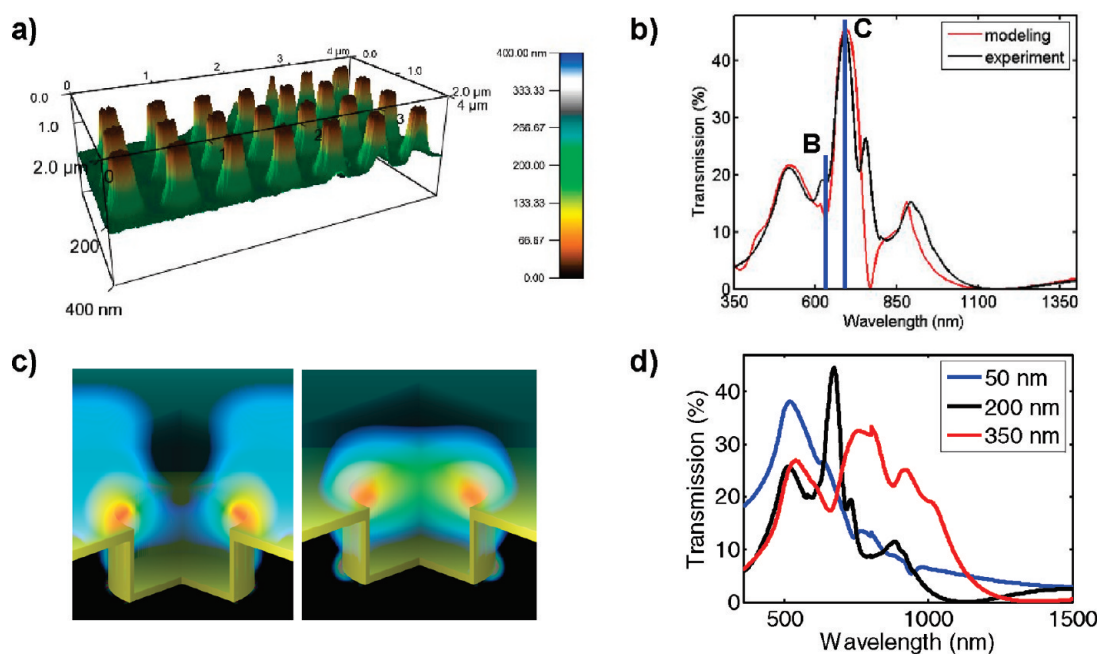 a)
0
1
2
3
4 µm
0.0
1.0
2.0 µm
4 µm
0.0
1.0
2.0 µm
0
1
2
3
200
400 nm
400.00 nm
333.33
266.67
200.00
133.33
66.67
0.00
b)
B
C
modeling
experiment
Transmission (%)
40
30
20
10
0
350
600
850
1100
1350
Wavelength (nm)
c)
d)
50 nm
200 nm
350 nm
Transmission (%)
40
30
20
10
0
500
1000
1500
Wavelength (nm)